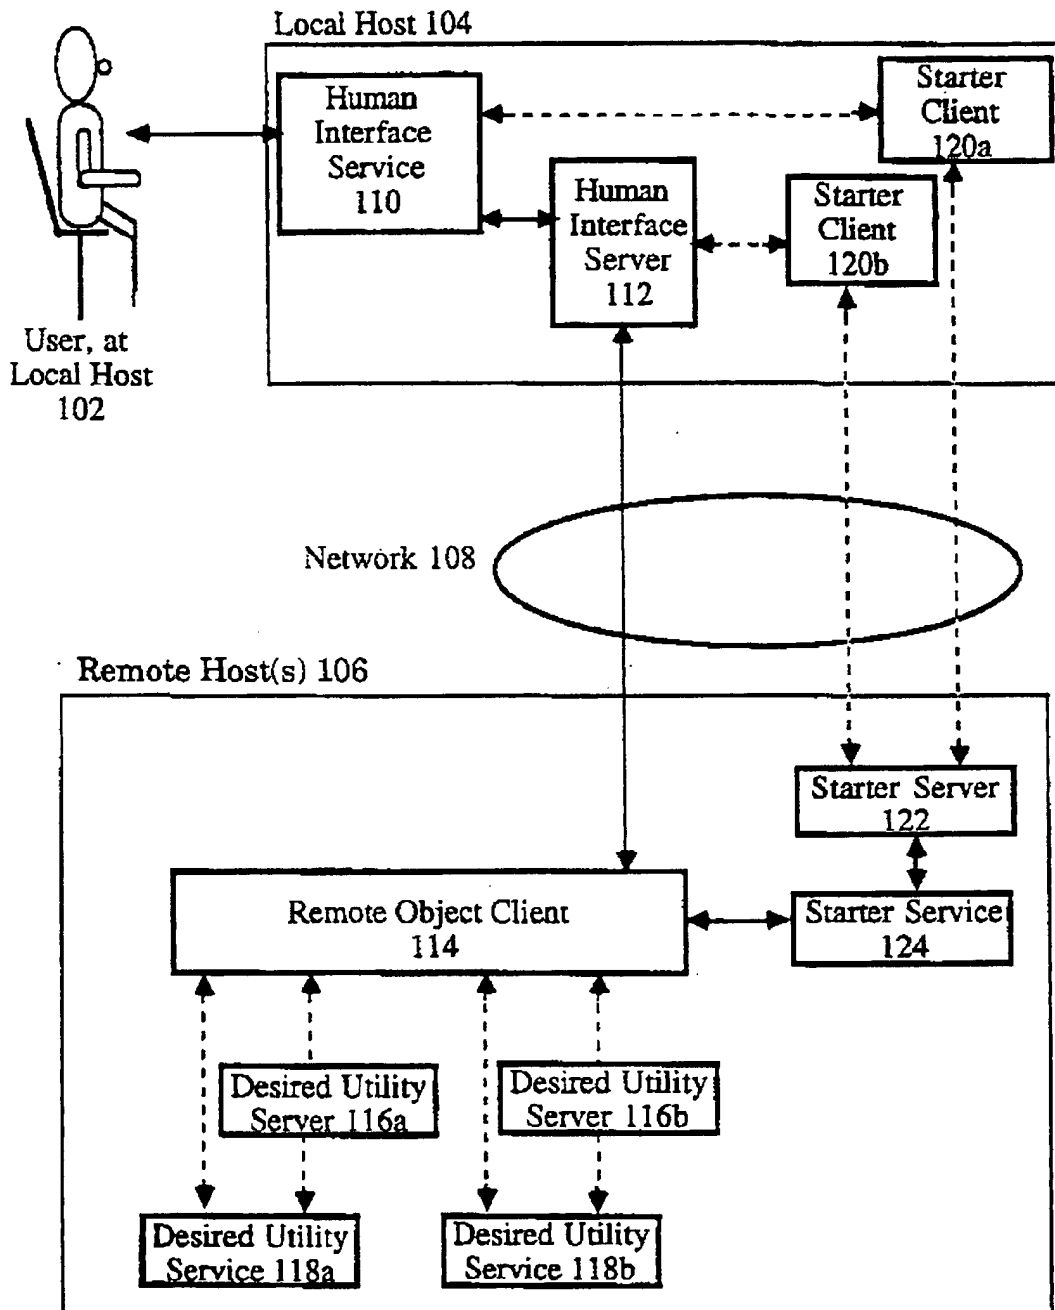 Local Host 104
Human
Interface
Service
110
Starter
Client
120a
Human
Interface
Server
112
Starter
Client
120b
User, at
Local Host
102
Network 108
Remote Host(s) 106
Starter Server
122
Remote Object Client
114
Starter Service
124
Desired Utility
Server 116a
Desired Utility
Server 116b
Desired Utility
Service 118a
Desired Utility
Service 118b